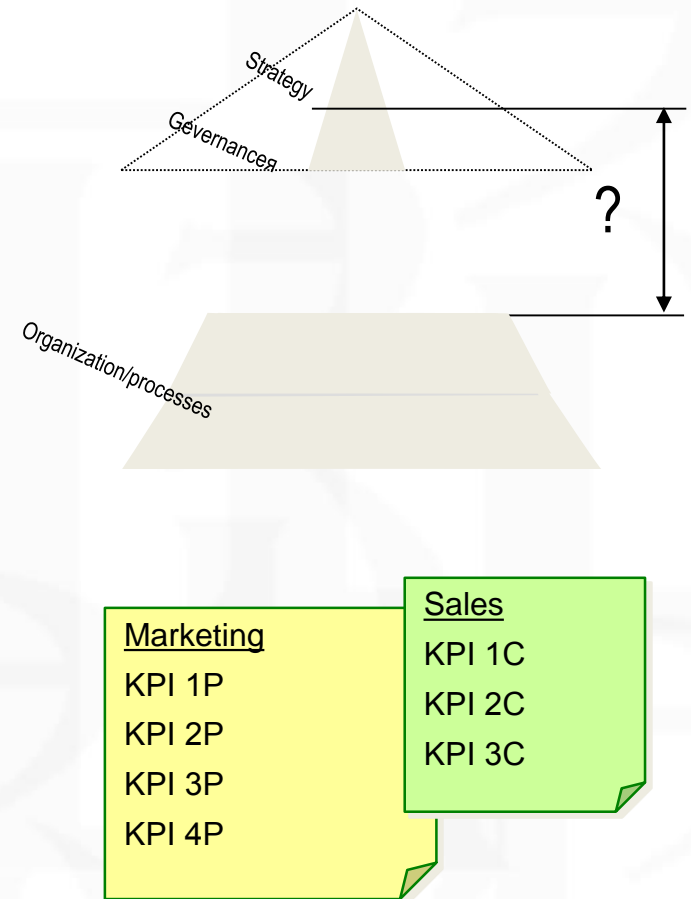 Strategy
Gevernanceя
?
Organization/processes
Marketing
KPI 1P
KPI 2P
KPI 3P
KPI 4P
Sales
KPI 1C
KPI 2C
KPI 3C